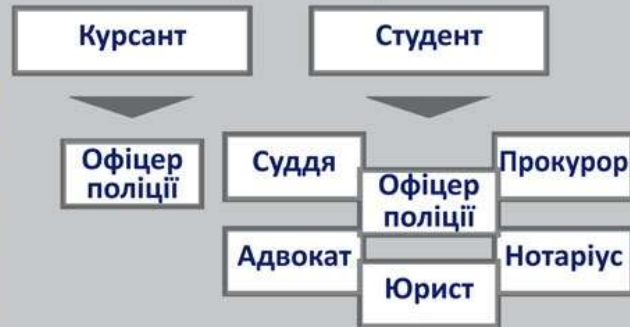 Курсант
Студент
Офіцер
поліції
Суддя
Офіцер
поліції
Прокурор
Адвокат
Юрист
Нотаріус